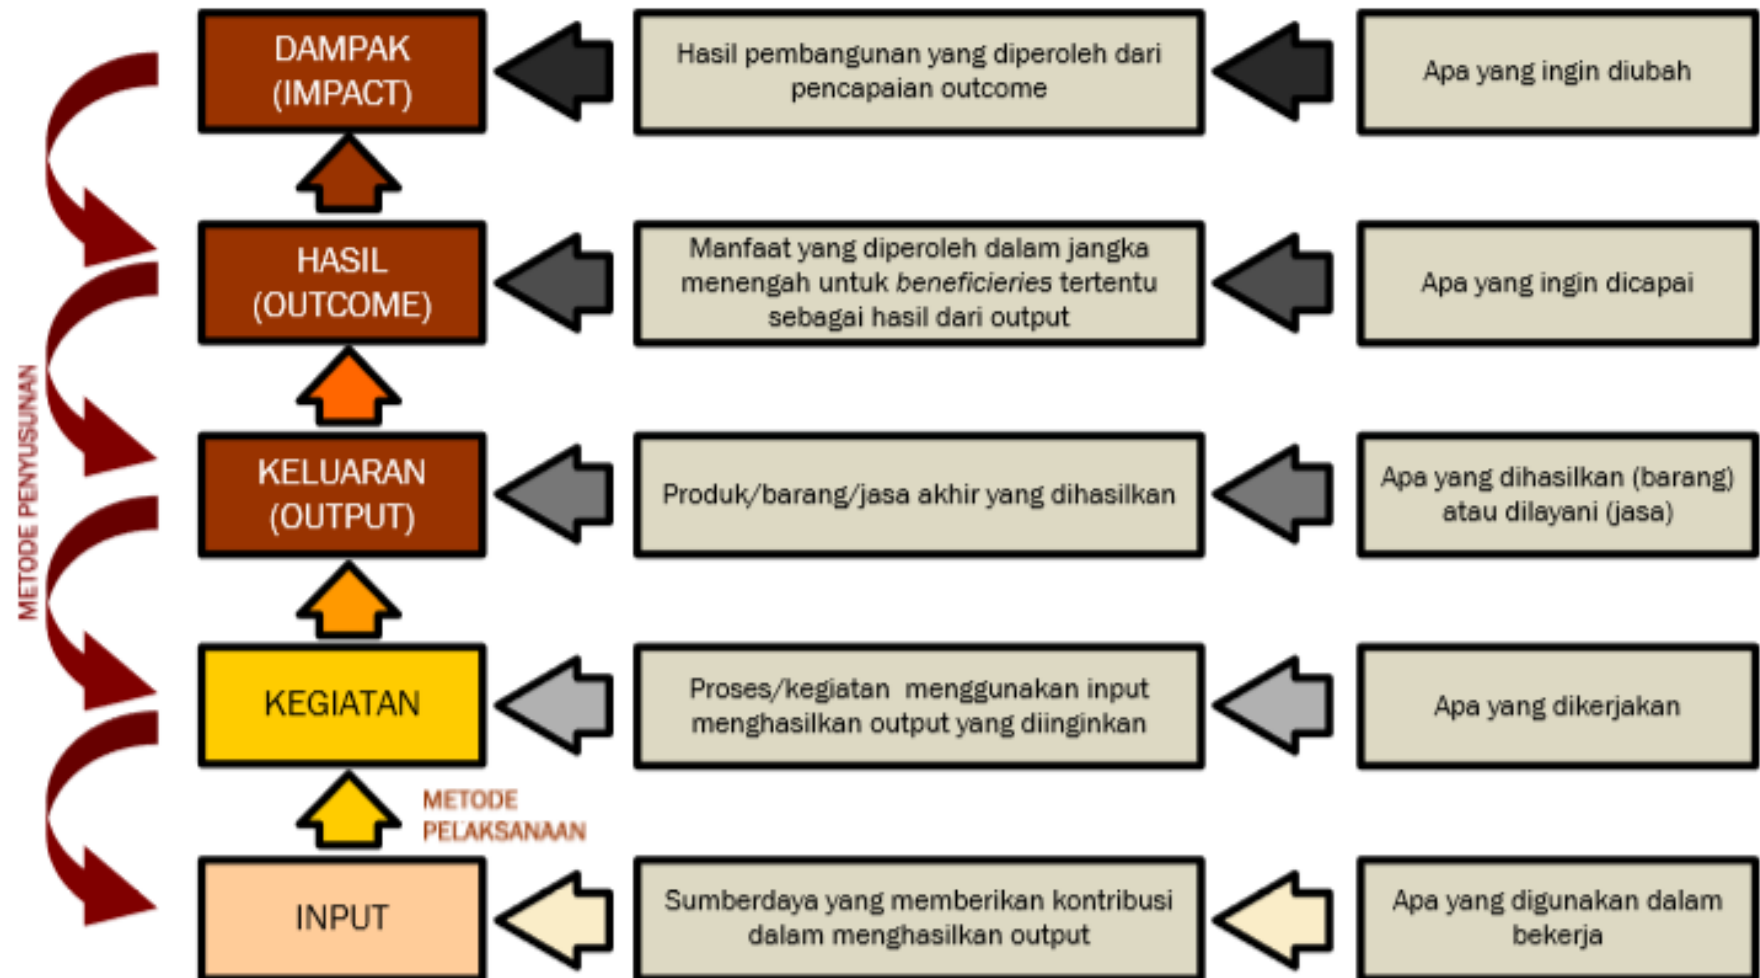 DAMPAK
(IMPACT)
Hasil pembangunan yang diperoleh dari
pencapaian outcome
Apa yang ingin diubah
HASIL
(OUTCOME)
Manfaat yang diperoleh dalam jangka
menengah untuk beneficieries tertentu
sebagai hasil dari output
Apa yang ingin dicapai
METODE PENYUSUNAN
KELUARAN
(OUTPUT)
Produk/barang/jasa akhir yang dihasilkan
Apa yang dihasilkan (barang)
atau dilayani (jasa)
KEGIATAN
Proses/kegiatan menggunakan input
menghasilkan output yang diinginkan
Apa yang dikerjakan
METODE
PELAKSANAAN
INPUT
Sumberdaya yang memberikan kontribusi
dalam menghasilkan output
Apa yang digunakan dalam
bekerja